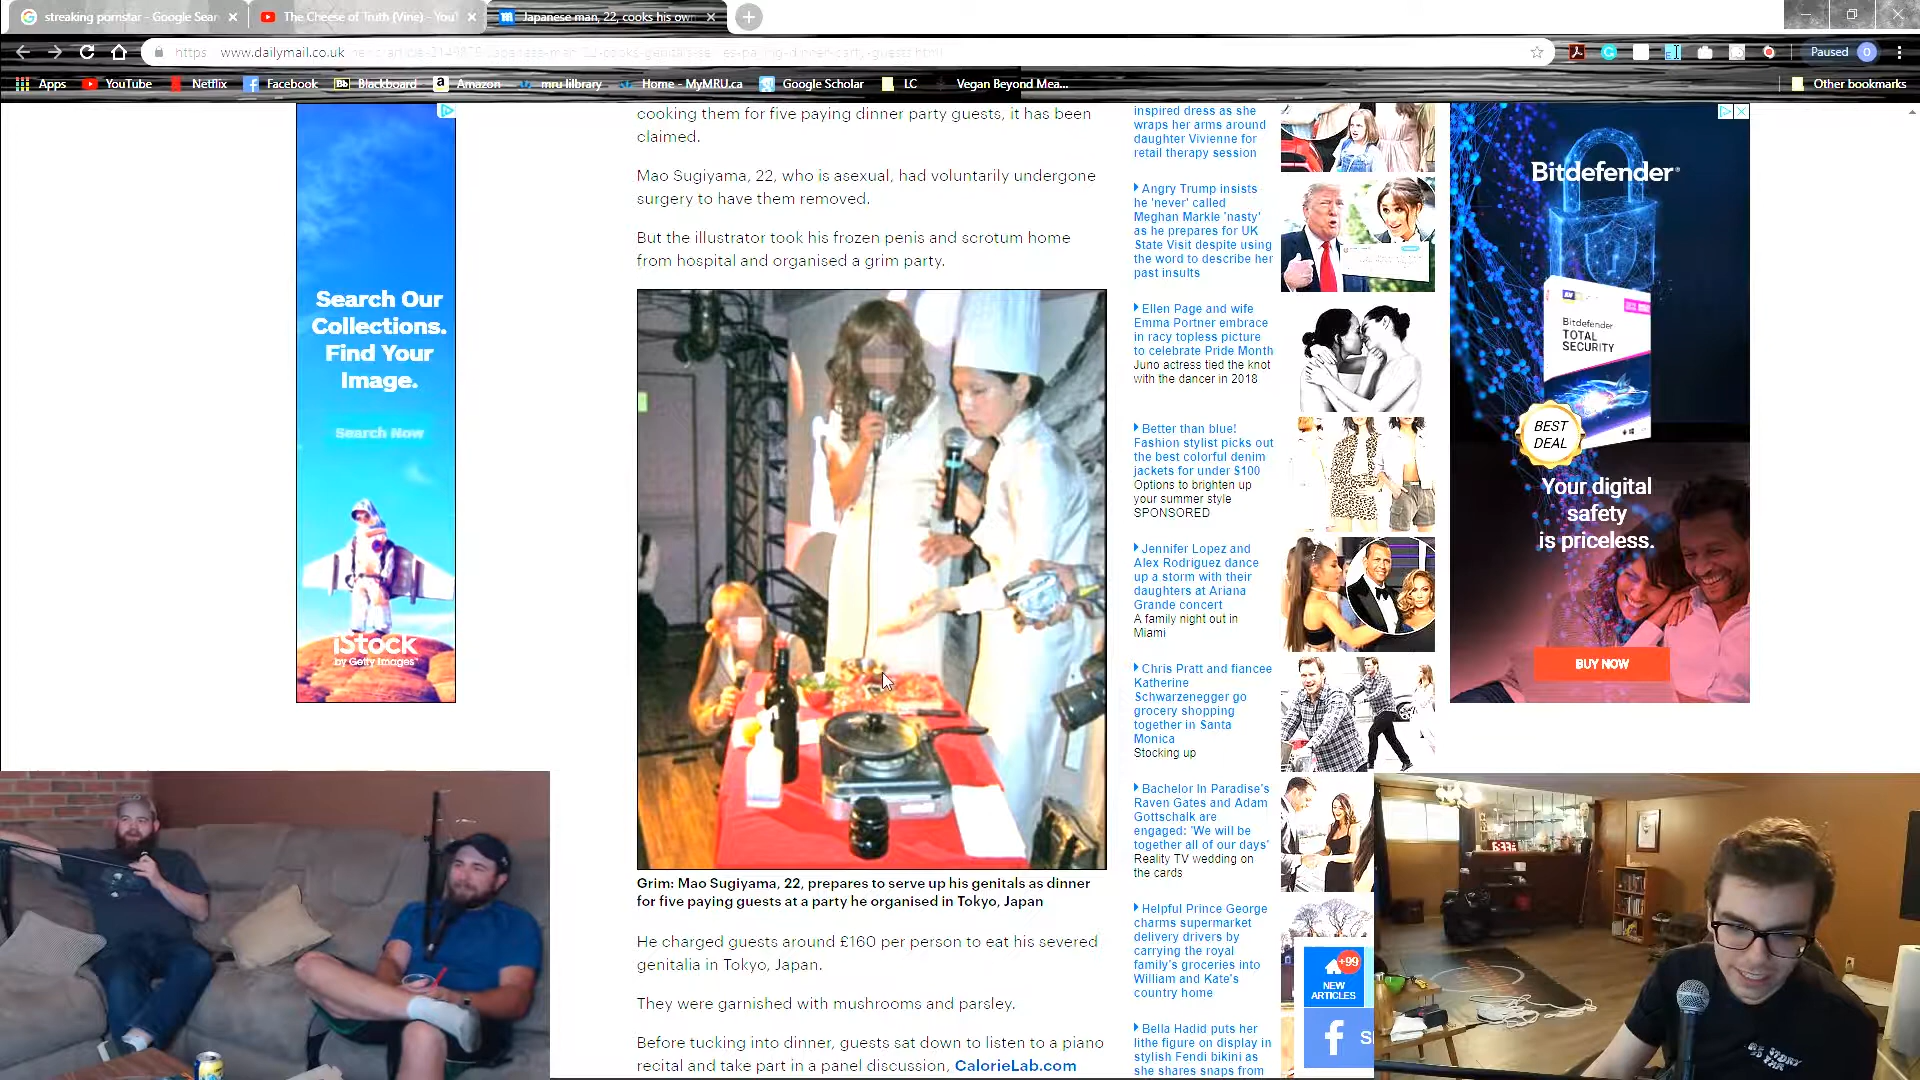 streaking pornstar - Google Sear
The Cheese of Truth (Vine) - YouT
Japanese man, 22, cooks his own
https
www.dailymail.co.uk
Paused
Apps
YouTube
Netflix
Facebook
Bb
Blackboard
Amazon
mru lilbrary
Home - MyMRU.ca
Google Scholar
LC
Vegan Beyond Mea...
Other bookmarks
Search Our
Collections.
Find Your
Image.
Search Now
iStock
by Getty Images™
cooking them for five paying dinner party guests, it has been
claimed.
Mao Sugiyama, 22, who is asexual, had voluntarily undergone
surgery to have them removed.
But the illustrator took his frozen penis and scrotum home
from hospital and organised a grim party.
Grim: Mao Sugiyama, 22, prepares to serve up his genitals as dinner
for five paying guests at a party he organised in Tokyo, Japan
He charged guests around £160 per person to eat his severed
genitalia in Tokyo, Japan.
They were garnished with mushrooms and parsley.
Before tucking into dinner, guests sat down to listen to a piano
recital and take part in a panel discussion, CalorieLab.com
inspired dress as she
wraps her arms around
daughter Vivienne for
retail therapy session
Angry Trump insists
he 'never' called
Meghan Markle 'nasty'
as he prepares for UK
State Visit despite using
the word to describe her
past insults
Ellen Page and wife
Emma Portner embrace
in racy topless picture
to celebrate Pride Month
Juno actress tied the knot
with the dancer in 2018
Better than blue!
Fashion stylist picks out
the best colorful denim
jackets for under $100
Options to brighten up
your summer style
SPONSORED
Jennifer Lopez and
Alex Rodriguez dance
up a storm with their
daughters at Ariana
Grande concert
A family night out in
Miami
Chris Pratt and fiancee
Katherine
Schwarzenegger go
grocery shopping
together in Santa
Monica
Stocking up
Bachelor In Paradise's
Raven Gates and Adam
Gottschalk are
engaged: 'We will be
together all of our days'
Reality TV wedding on
the cards
Helpful Prince George
charms supermarket
delivery drivers by
carrying the royal
family's groceries into
William and Kate's
country home
Bella Hadid puts her
lithe figure on display in
stylish Fendi bikini as
she shares snaps from
+99
NEW
ARTICLES
Bitdefender®
Bitdefender
TOTAL
SECURITY
BEST
DEAL
Your digital
safety
is priceless.
BUY NOW
6:33